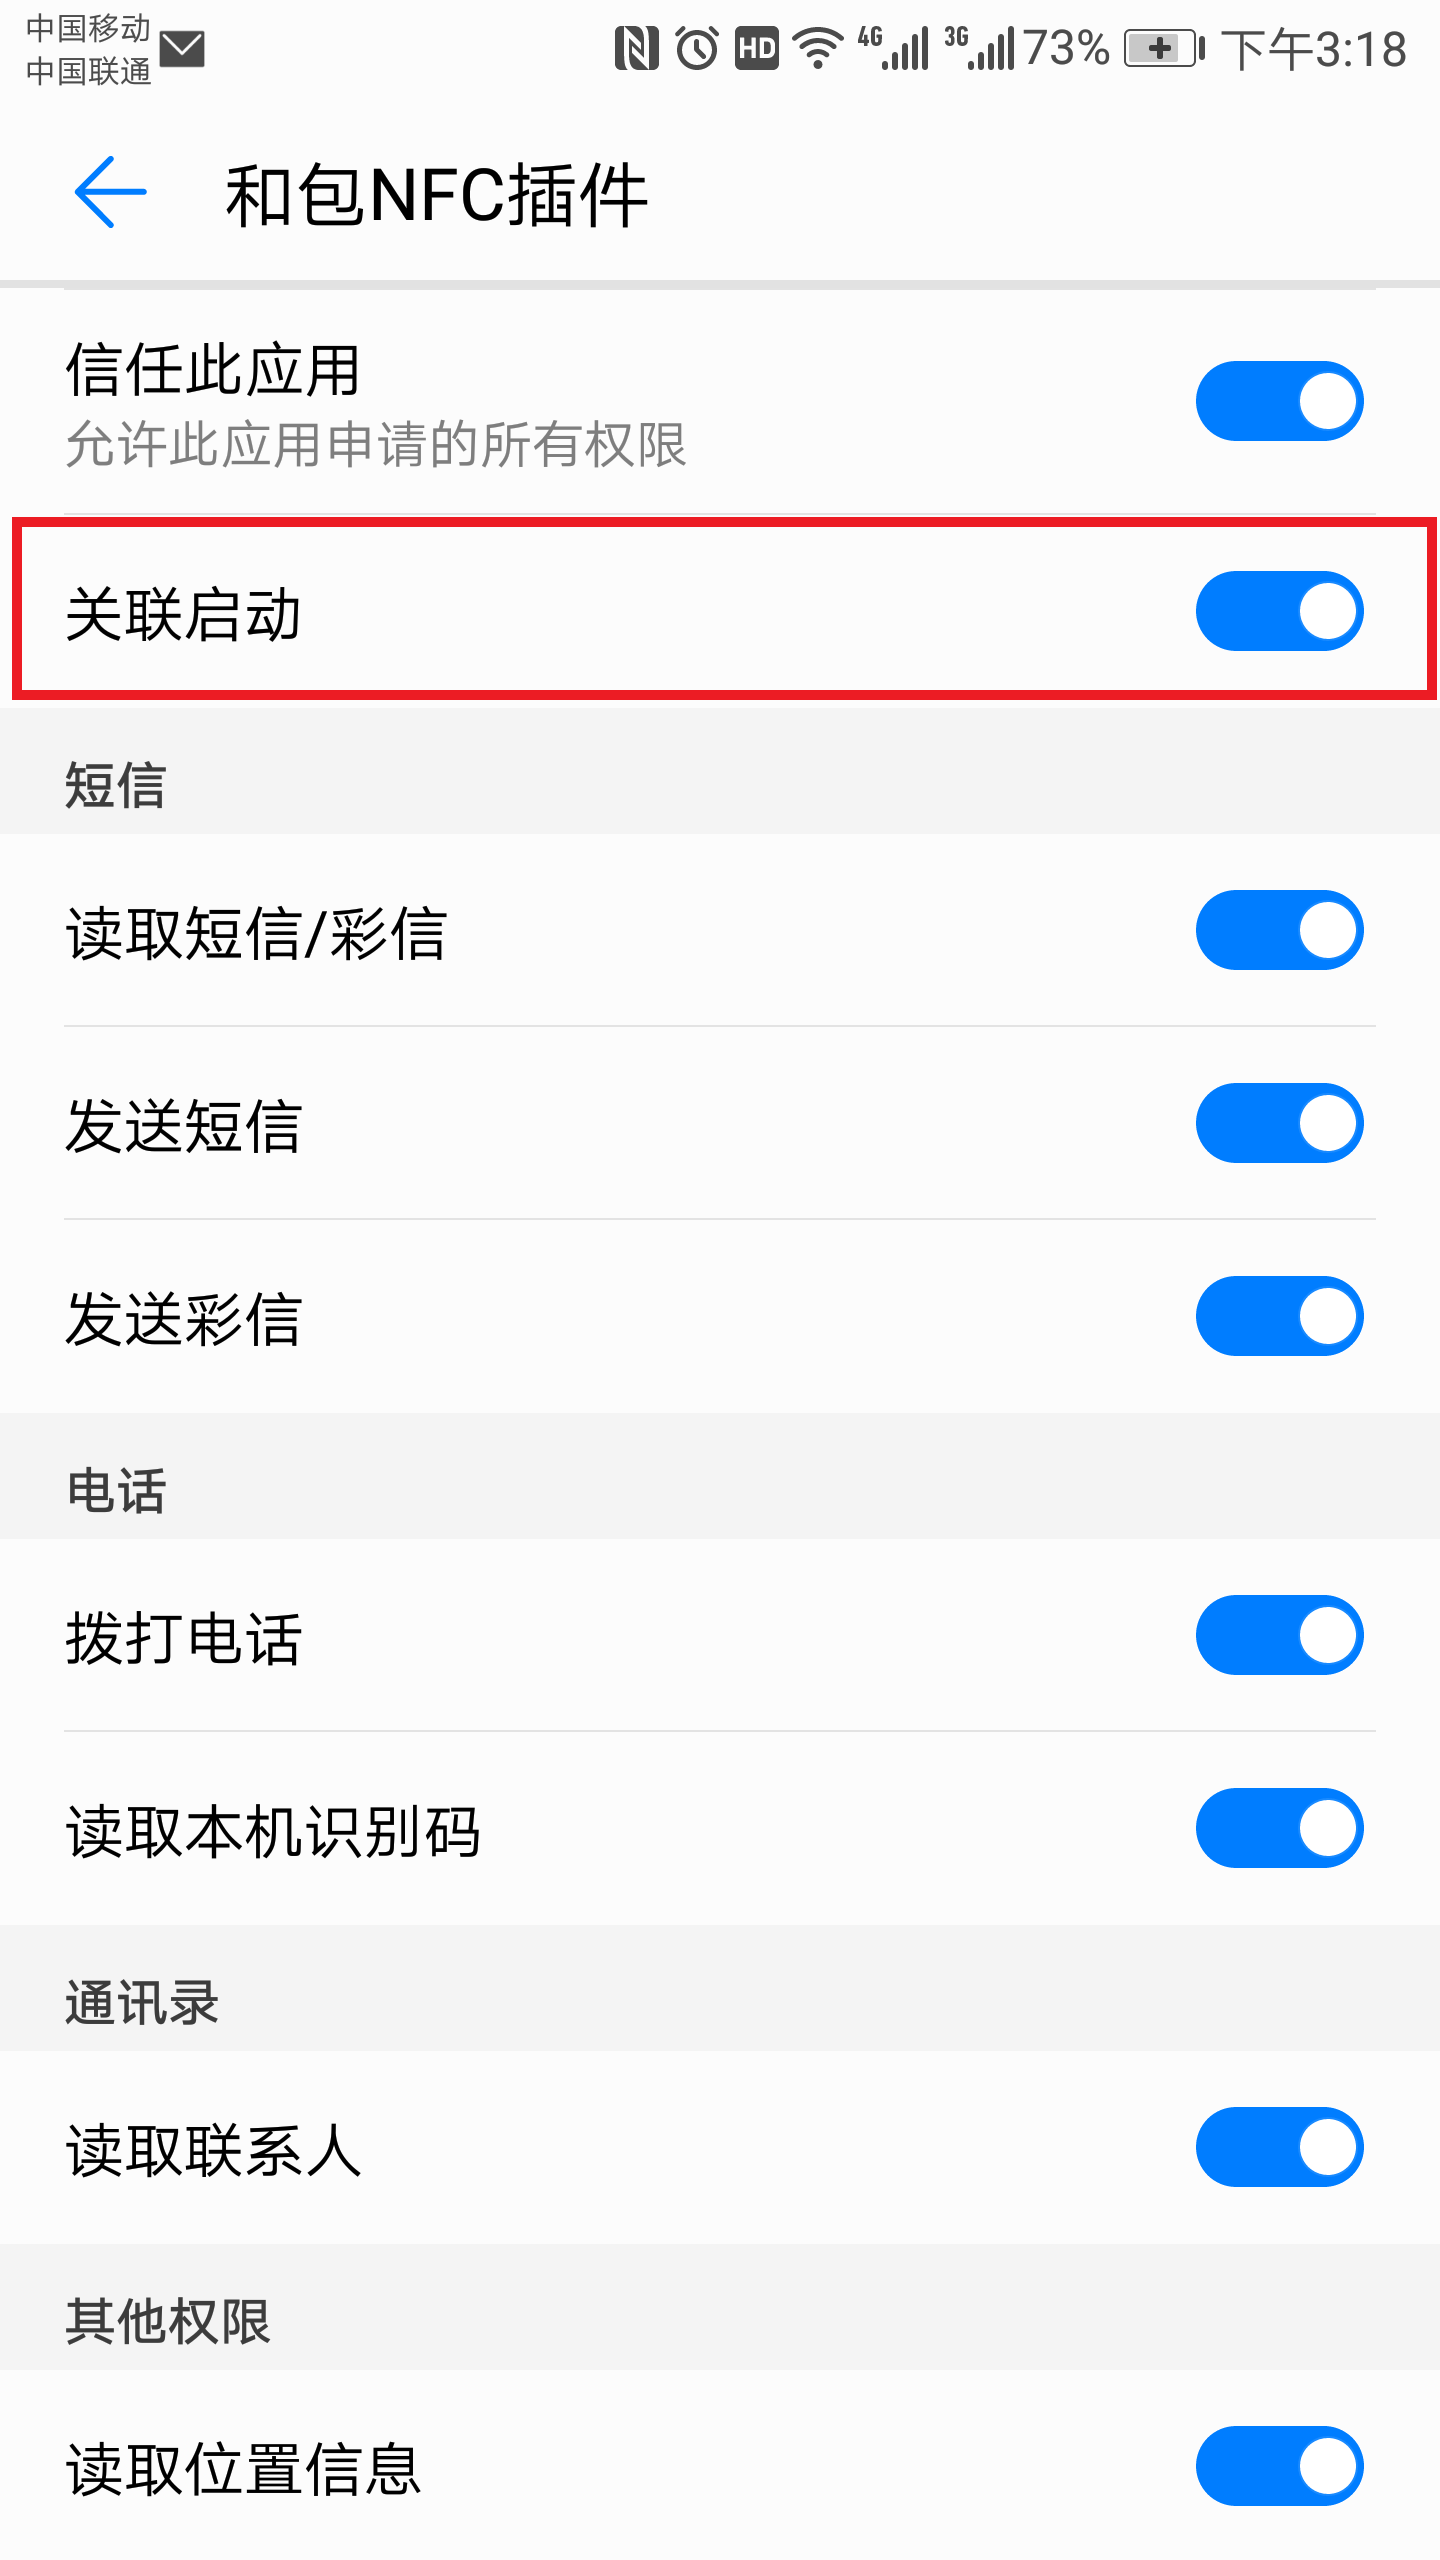 中国移动
中国联通
HD 4G 3G 73% 下午3:18
和包NFC插件
信任此应用
允许此应用申请的所有权限
关联启动
短信
读取短信/彩信
发送短信
发送彩信
电话
拨打电话
读取本机识别码
通讯录
读取联系人
其他权限
读取位置信息